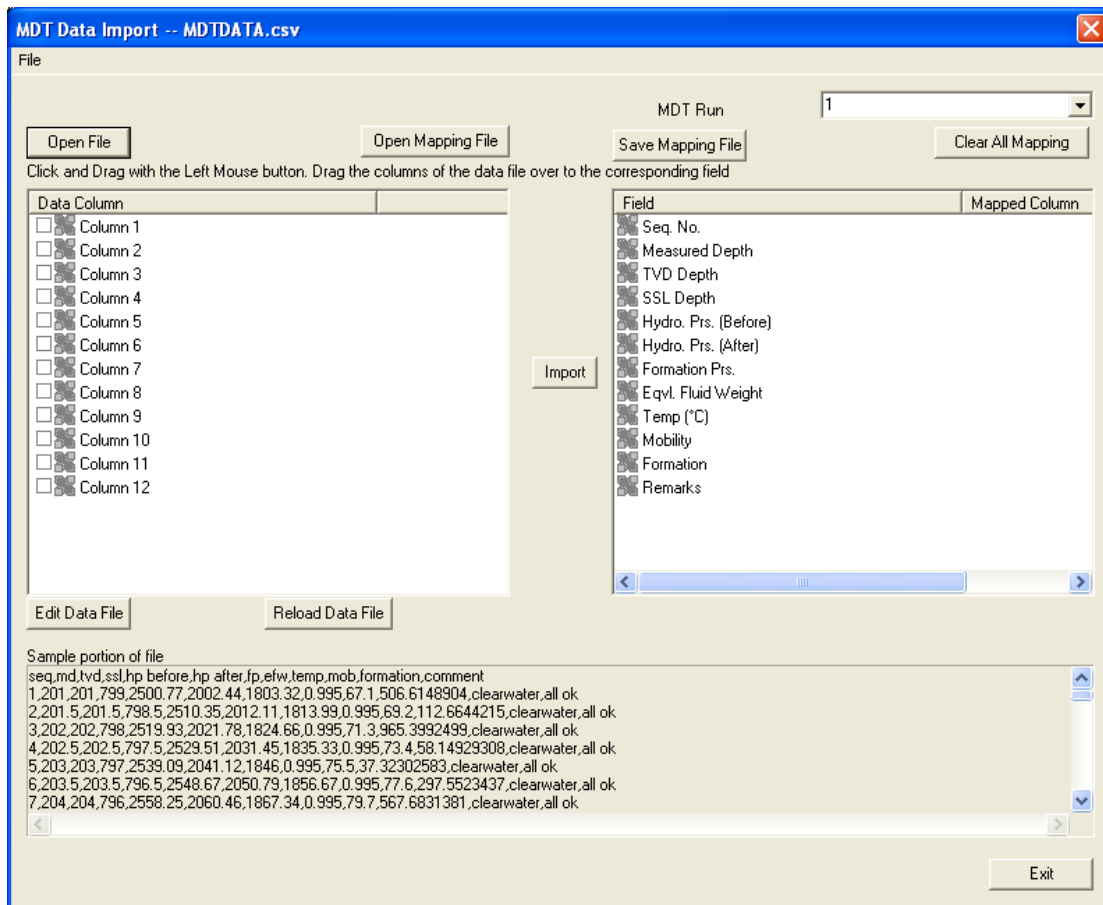 MDT Data Import -- MDTDATA.csv
File
MDT Run 1
Open File Open Mapping File Save Mapping File Clear All Mapping
Click and Drag with the Left Mouse button. Drag the columns of the data file over to the corresponding field
Data Column
Column 1
Column 2
Column 3
Column 4
Column 5
Column 6
Column 7
Column 8
Column 9
Column 10
Column 11
Column 12
Import
Field Mapped Column
Seq. No.
Measured Depth
TVD Depth
SSL Depth
Hydro. Prs. (Before)
Hydro. Prs. (After)
Formation Prs.
Eqvl. Fluid Weight
Temp (°C)
Mobility
Formation
Remarks
Edit Data File Reload Data File
Sample portion of file
seq,md,tvd,ssl,hp before,hp after,fp,efw,temp,mob,formation,comment
1,201,201,799,2500.77,2002.44,1803.32,0.995,67.1,506.6148904,clearwater,all ok
2,201.5,201.5,798.5,2510.35,2012.11,1813.99,0.995,69.2,112.6644215,clearwater,all ok
3,202,202,798,2519.93,2021.78,1824.66,0.995,71.3,965.3992499,clearwater,all ok
4,202.5,202.5,797.5,2529.51,2031.45,1835.33,0.995,73.4,58.14929308,clearwater,all ok
5,203,203,797,2539.09,2041.12,1846,0.995,75.5,37.32302583,clearwater,all ok
6,203.5,203.5,796.5,2548.67,2050.79,1856.67,0.995,77.6,297.5523437,clearwater,all ok
7,204,204,796,2558.25,2060.46,1867.34,0.995,79.7,567.6831381,clearwater,all ok
Exit